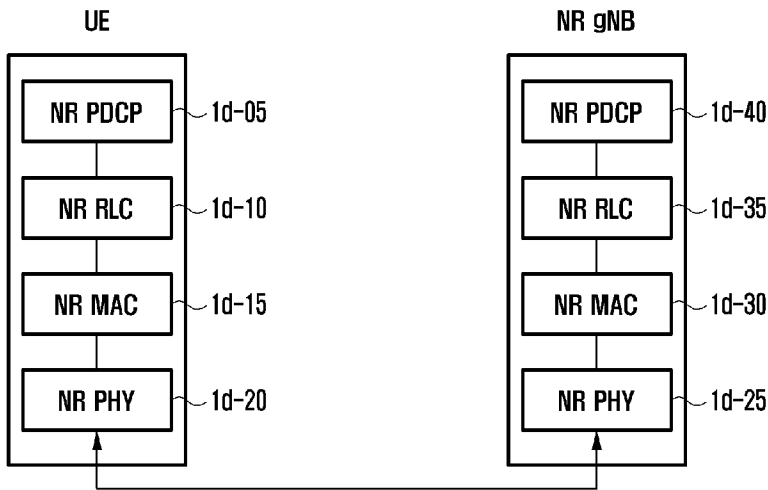 UE NR gNB
NR PDCP 1d-05 NR PDCP 1d-40
NR RLC 1d-10 NR RLC 1d-35
NR MAC 1d-15 NR MAC 1d-30
NR PHY 1d-20 NR PHY 1d-25